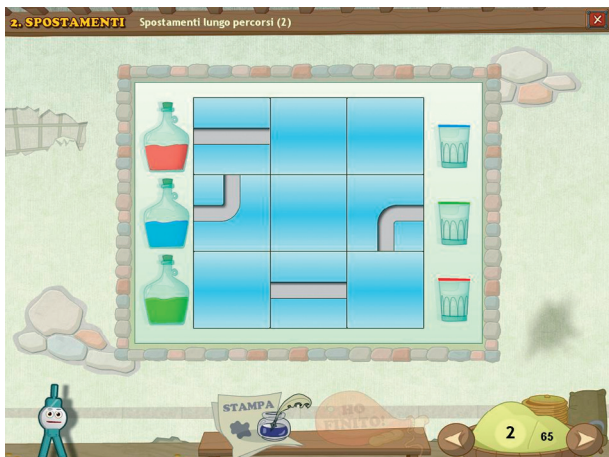 2. SPOSTAMENTI Spostamenti lungo percorsi (2)
STAMPA
HO
FINITO!
2 65